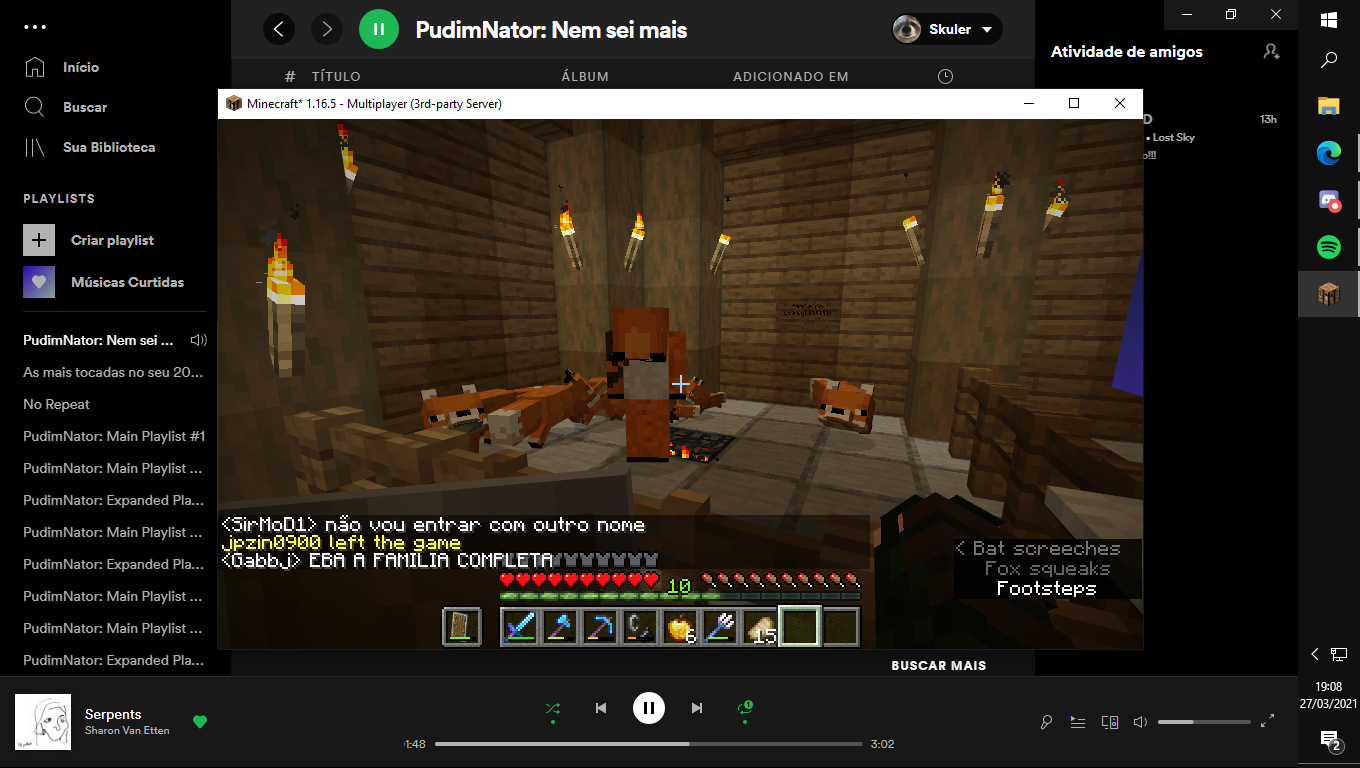 PudimNator: Nem sei mais
Skuler
Atividade de amigos
Início
Buscar
Sua Biblioteca
PLAYLISTS
Criar playlist
Músicas Curtidas
PudimNator: Nem sei ...
As mais tocadas no seu 20...
No Repeat
PudimNator: Main Playlist #1
PudimNator: Main Playlist ...
PudimNator: Expanded Pla...
PudimNator: Main Playlist ...
PudimNator: Expanded Pla...
PudimNator: Main Playlist ...
PudimNator: Main Playlist ...
PudimNator: Expanded Pla...
# TÍTULO ÁLBUM ADICIONADO EM
Minecraft* 1.16.5 - Multiplayer (3rd-party Server)
D 13h
• Lost Sky
o!!!
<SirMoD1> não vou entrar com outro nome
jpzin0900 left the game
<Gabbj> EBA A FAMILIA COMPLETA
< Bat screeches
Fox squeaks
Footsteps
10
6
15
BUSCAR MAIS
Serpents
Sharon Van Etten
1:48
3:02
19:08
27/03/2021
2